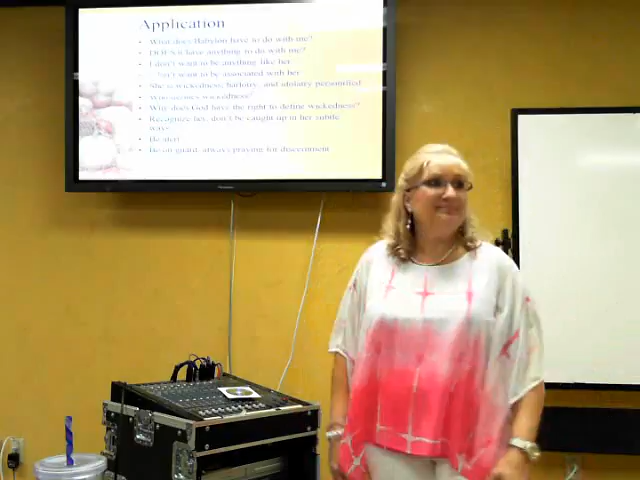 Application
• What does Babylon have to do with me?
• DOES it have anything to do with me?
• I don't want to be anything like her
• Don't want to be associated with her
• She is wickedness, harlotry, and idolatry personified
• Who defines wickedness?
• Why does God have the right to define wickedness?
• Recognize her, don't be caught up in her subtle
ways
• Be alert
• Be on guard, always praying for discernment